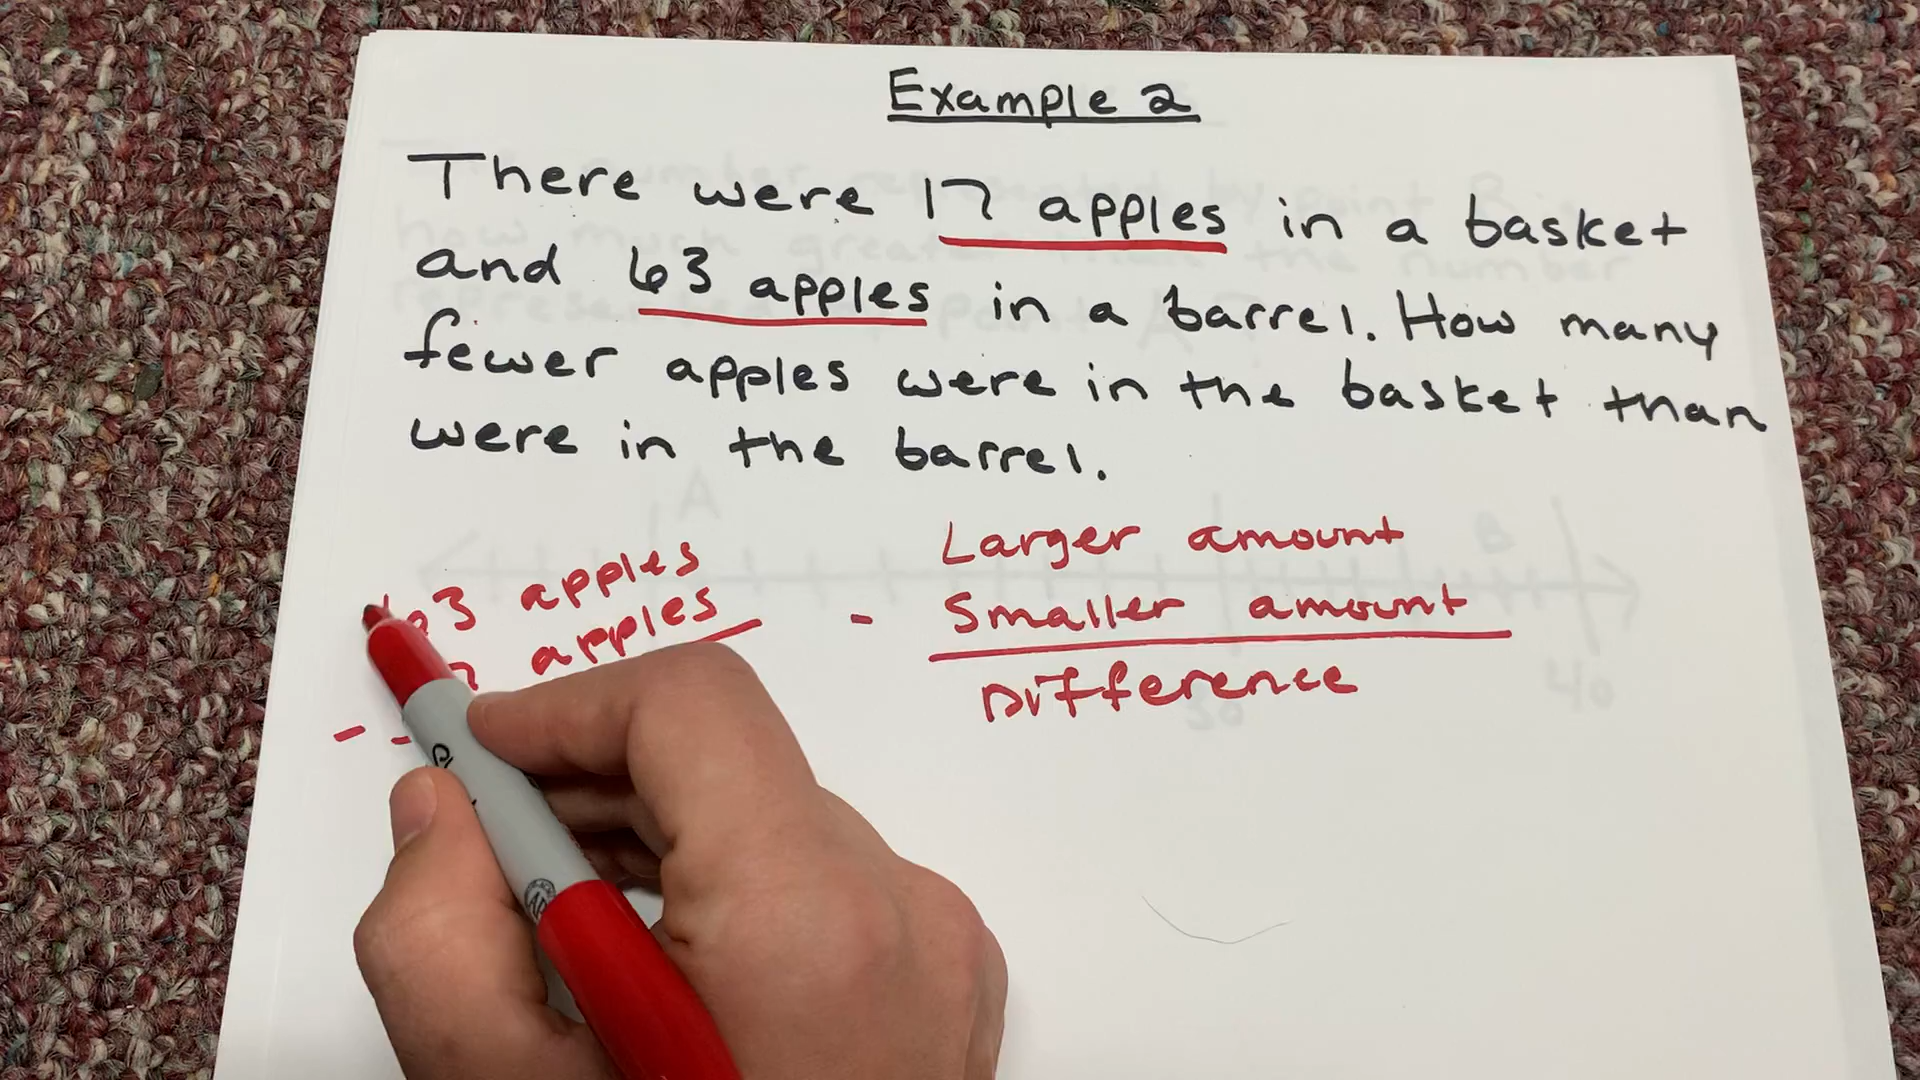 Example 2
There were 17 apples in a basket
and 63 apples in a barrel. How many
fewer apples were in the basket than
were in the barrel.
63 apples
apples
- Larger amount
- Smaller amount
Difference